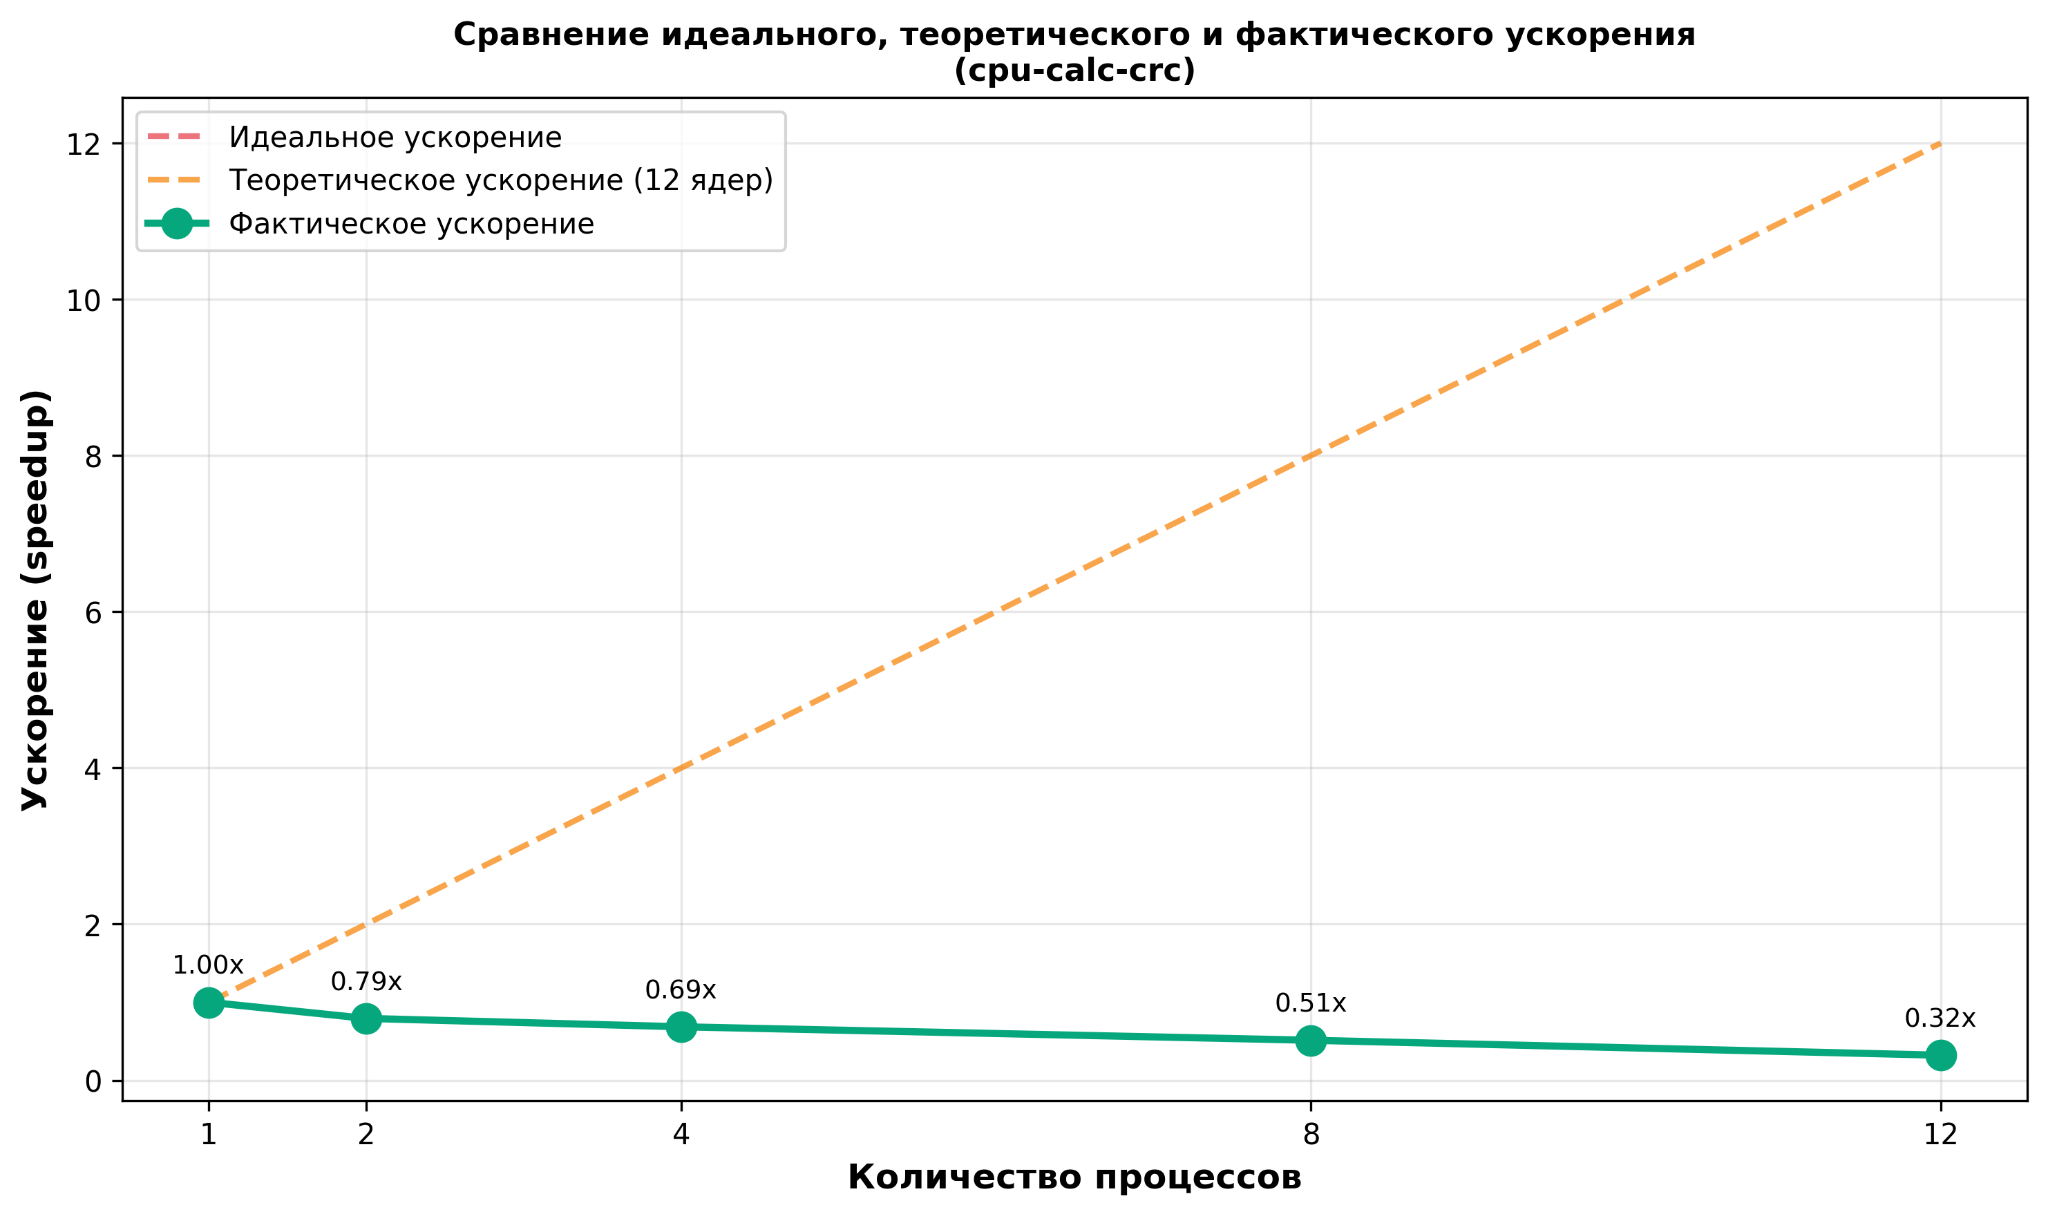 Сравнение идеального, теоретического и фактического ускорения
(cpu-calc-crc)
Идеальное ускорение
Теоретическое ускорение (12 ядер)
Фактическое ускорение
Ускорение (speedup)
12
10
8
6
4
2
0
1.00x
0.79x
0.69x
0.51x
0.32x
1
2
4
8
12
Количество процессов